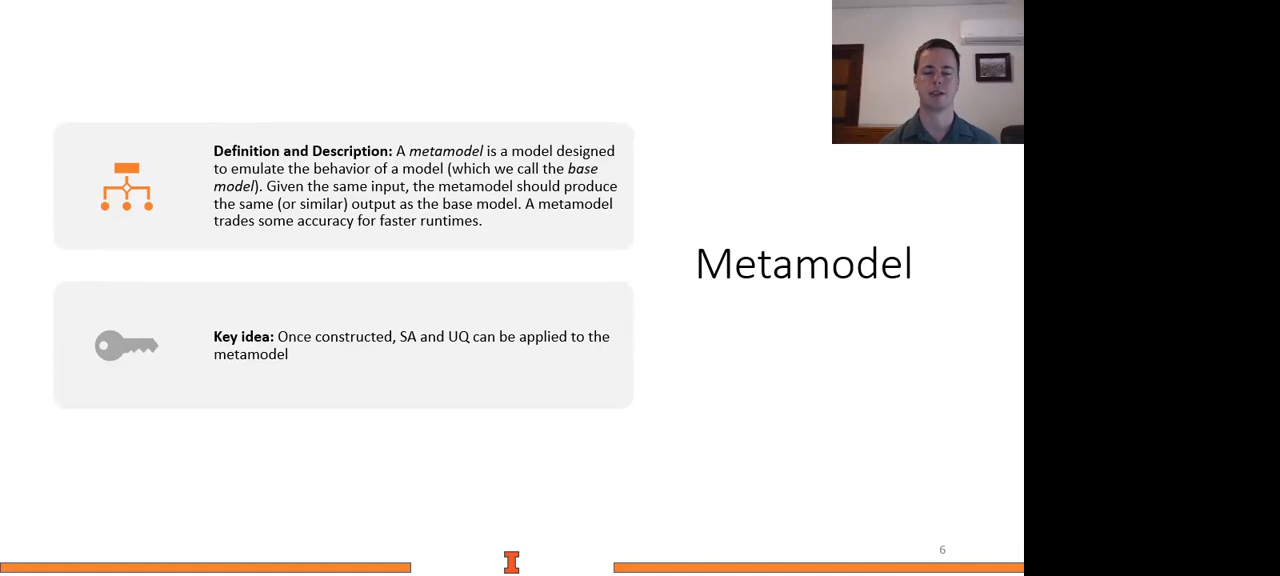 Definition and Description: A metamodel is a model designed
to emulate the behavior of a model (which we call the base
model). Given the same input, the metamodel should produce
the same (or similar) output as the base model. A metamodel
trades some accuracy for faster runtimes.
Key idea: Once constructed, SA and UQ can be applied to the
metamodel
Metamodel
6